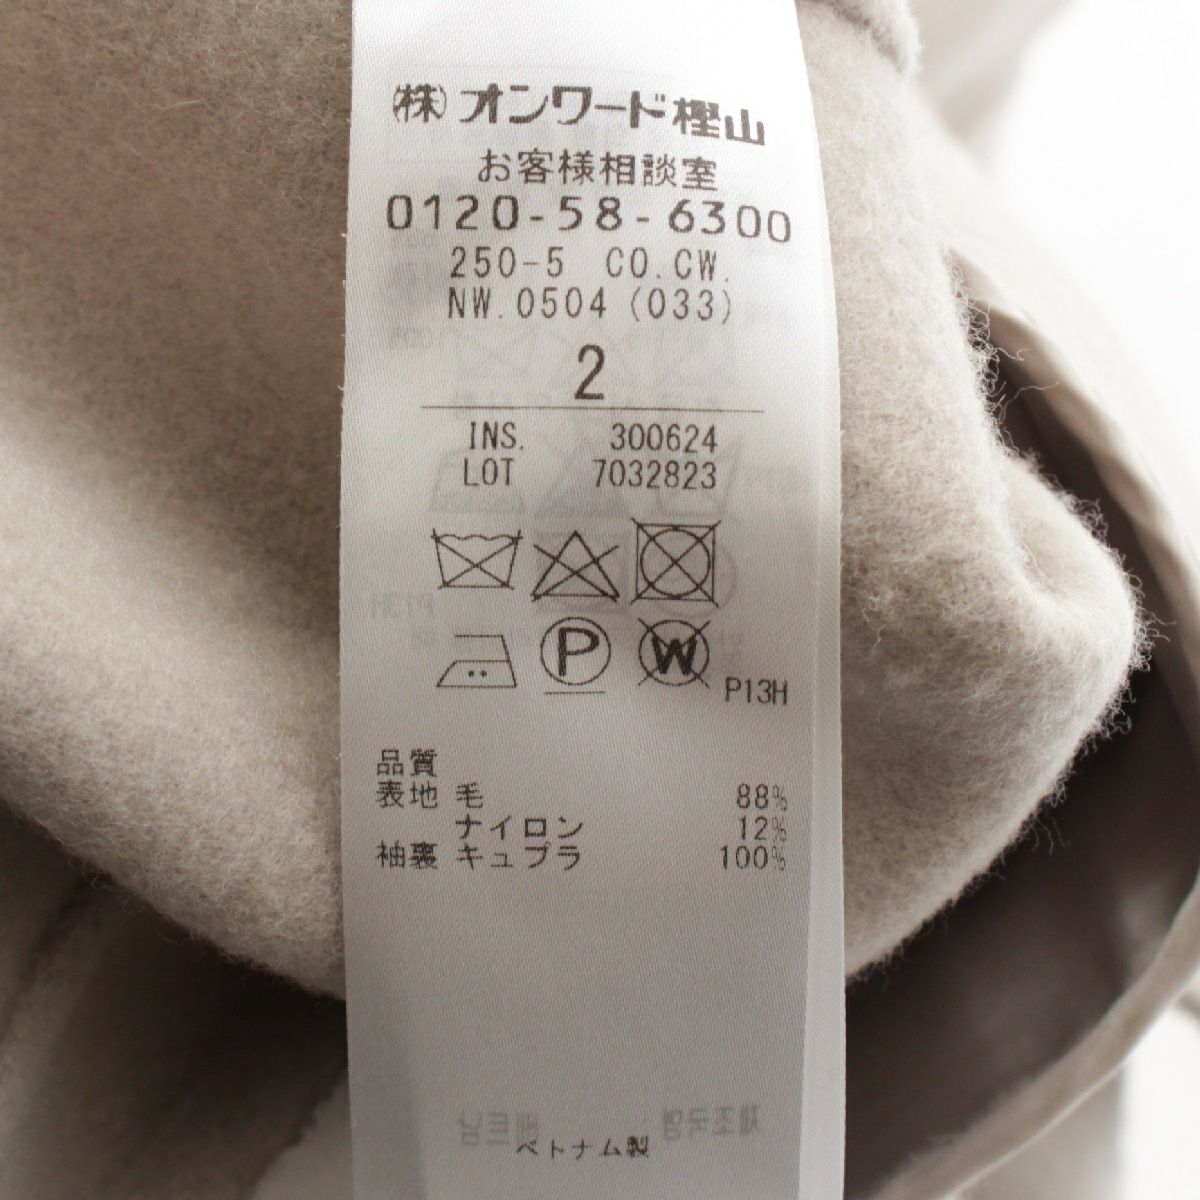 ㈱オンワード樫山
お客様相談室
0120-58-6300
250-5 CO.CW.
NW.0504 (033)
2
INS. 300624
LOT 7032823
P W P13H
品質
表地 毛 88%
ナイロン 12%
袖裏 キュプラ 100%
ベトナム製